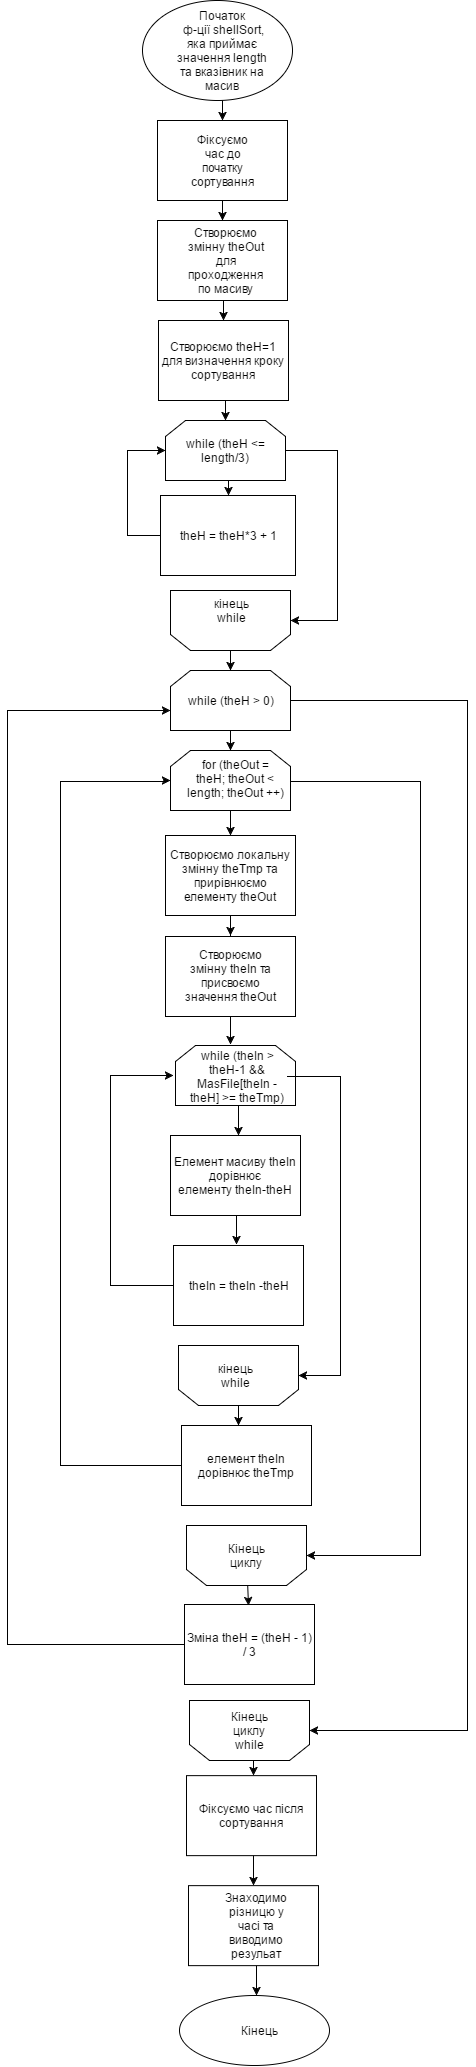 Початок
ф-ції shellSort,
яка приймає
значення length
та вказівник на
масив
Фіксуємо
час до
початку
сортування
Створюємо
змінну theOut
для
проходження
по масиву
Створюємо theH=1
для визначення кроку
сортування
while (theH <=
length/3)
theH = theH*3 + 1
кінець
while
while (theH > 0)
for (theOut =
theH; theOut <
length; theOut ++)
Створюємо локальну
змінну theTmp та
прирівнюємо
елементу theOut
Створюємо
змінну theIn та
присвоємо
значення theOut
while (theIn >
theH-1 &&
MasFile[theIn -
theH] >= theTmp)
Елемент масиву theIn
дорівнює
елементу theIn-theH
theIn = theIn -theH
кінець
while
елемент theIn
дорівнює theTmp
Кінець
циклу
Зміна theH = (theH - 1)
/ 3
Кінець
циклу
while
Фіксуємо час після
сортування
Знаходимо
різницю у
часі та
виводимо
резульат
Кінець